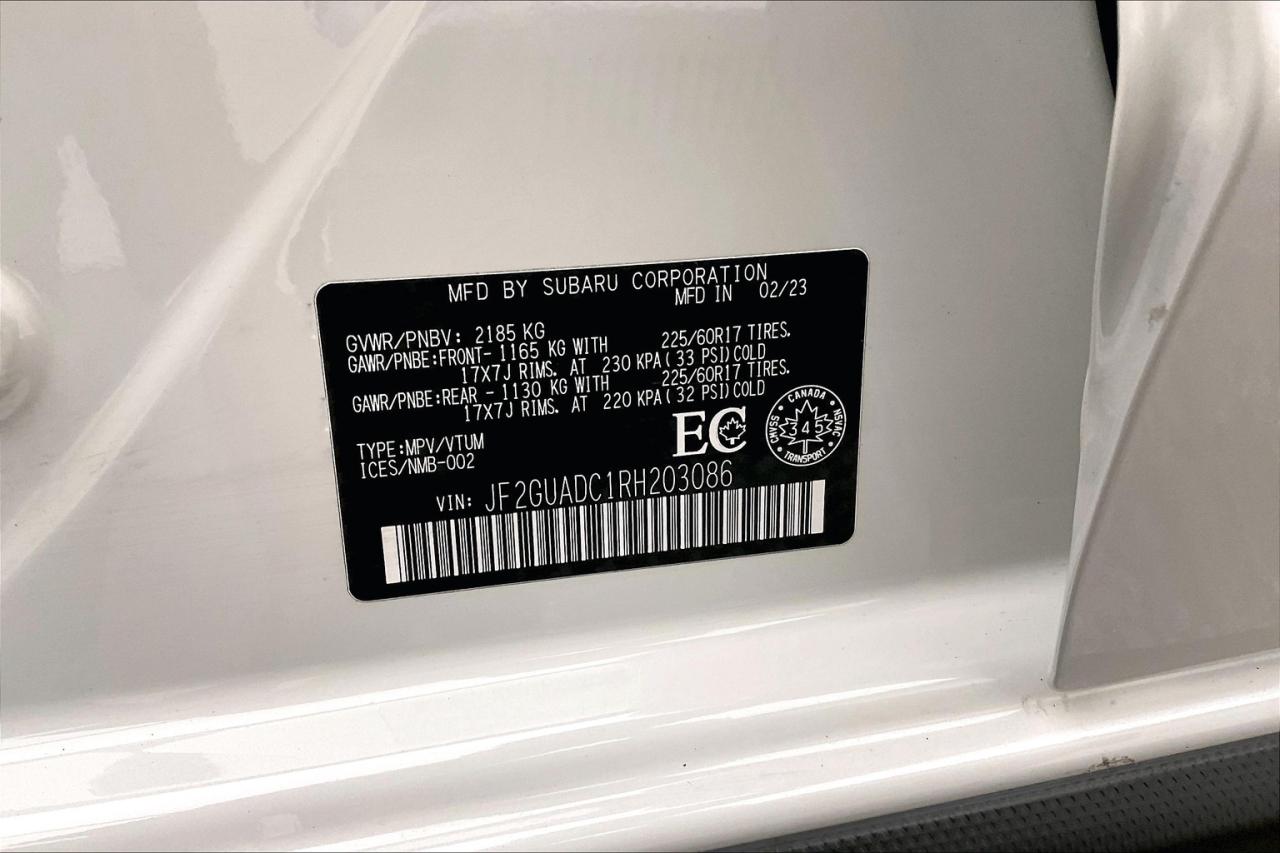 MFD BY SUBARU CORPORATION
MFD IN 02/23
GVWR/PNBV: 2185 KG
GAWR/PNBE:FRONT- 1165 KG WITH 225/60R17 TIRES.
17X7J RIMS. AT 230 KPA(33 PSI)COLD
GAWR/PNBE:REAR - 1130 KG WITH 225/60R17 TIRES.
17X7J RIMS. AT 220 KPA(32 PSI)COLD
TYPE:MPV/VTUM
ICES/NMB-002
EC
CANADA
CMVSS
345
NSVAC
TRANSPORT
VIN: JF2GUADC1RH203086